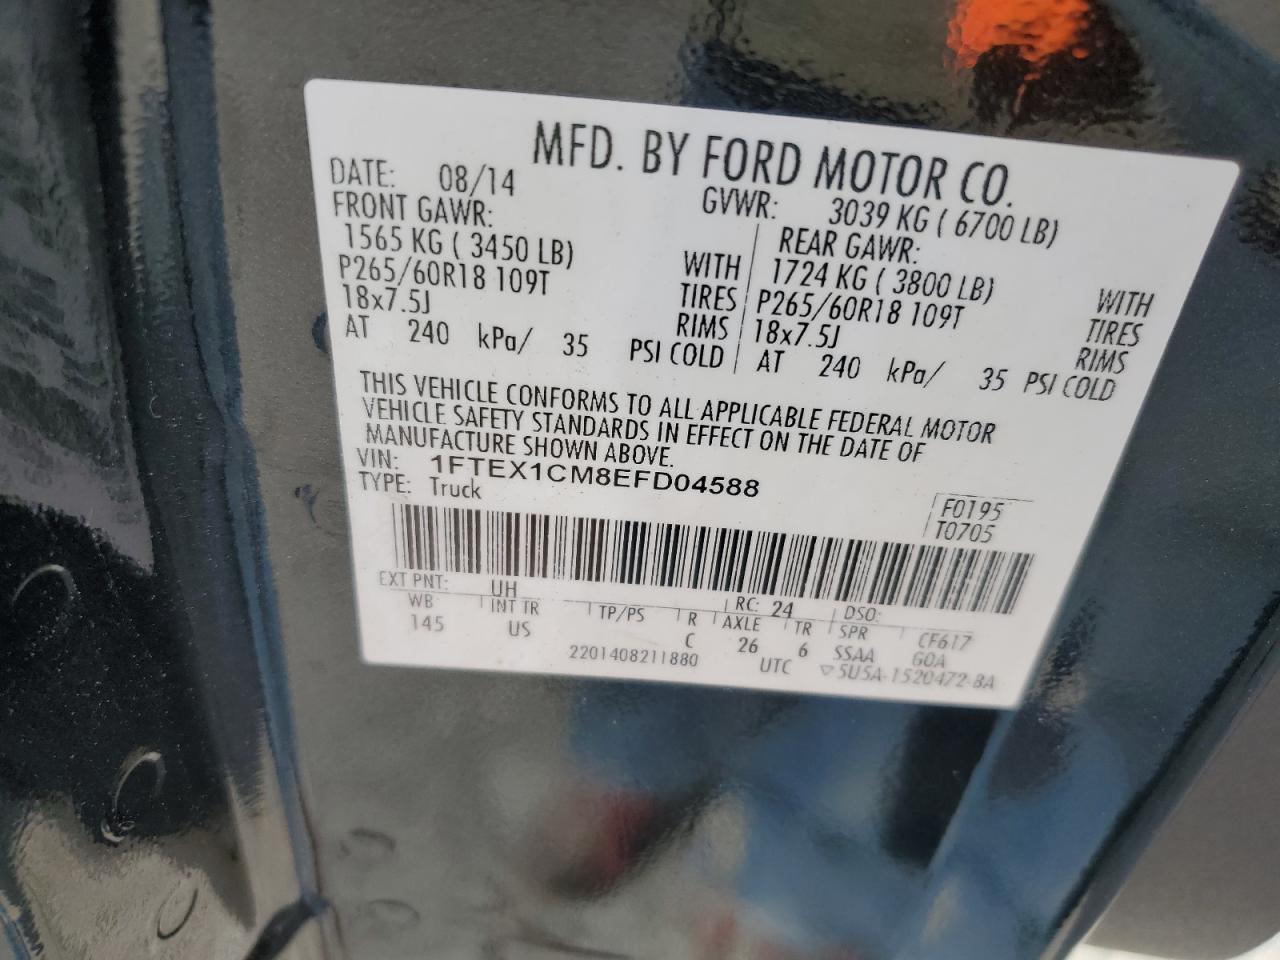 MFD. BY FORD MOTOR CO.
DATE: 08/14 GVWR: 3039 KG ( 6700 LB)
FRONT GAWR: REAR GAWR:
1565 KG ( 3450 LB) WITH 1724 KG ( 3800 LB) WITH
P265/60R18 109T TIRES P265/60R18 109T TIRES
18x7.5J RIMS 18x7.5J RIMS
AT 240 kPa/ 35 PSI COLD AT 240 kPa/ 35 PSI COLD
THIS VEHICLE CONFORMS TO ALL APPLICABLE FEDERAL MOTOR
VEHICLE SAFETY STANDARDS IN EFFECT ON THE DATE OF
MANUFACTURE SHOWN ABOVE.
VIN: 1FTEX1CM8EFD04588
TYPE: Truck
F0195
T0705
EXT PNT: UH RC: 24 DSO:
WB INT TR TP/PS R AXLE TR SPR CF617
145 US C 26 6 SSAA GOA
2201408211880 UTC ▽5U5A-1520472-BA